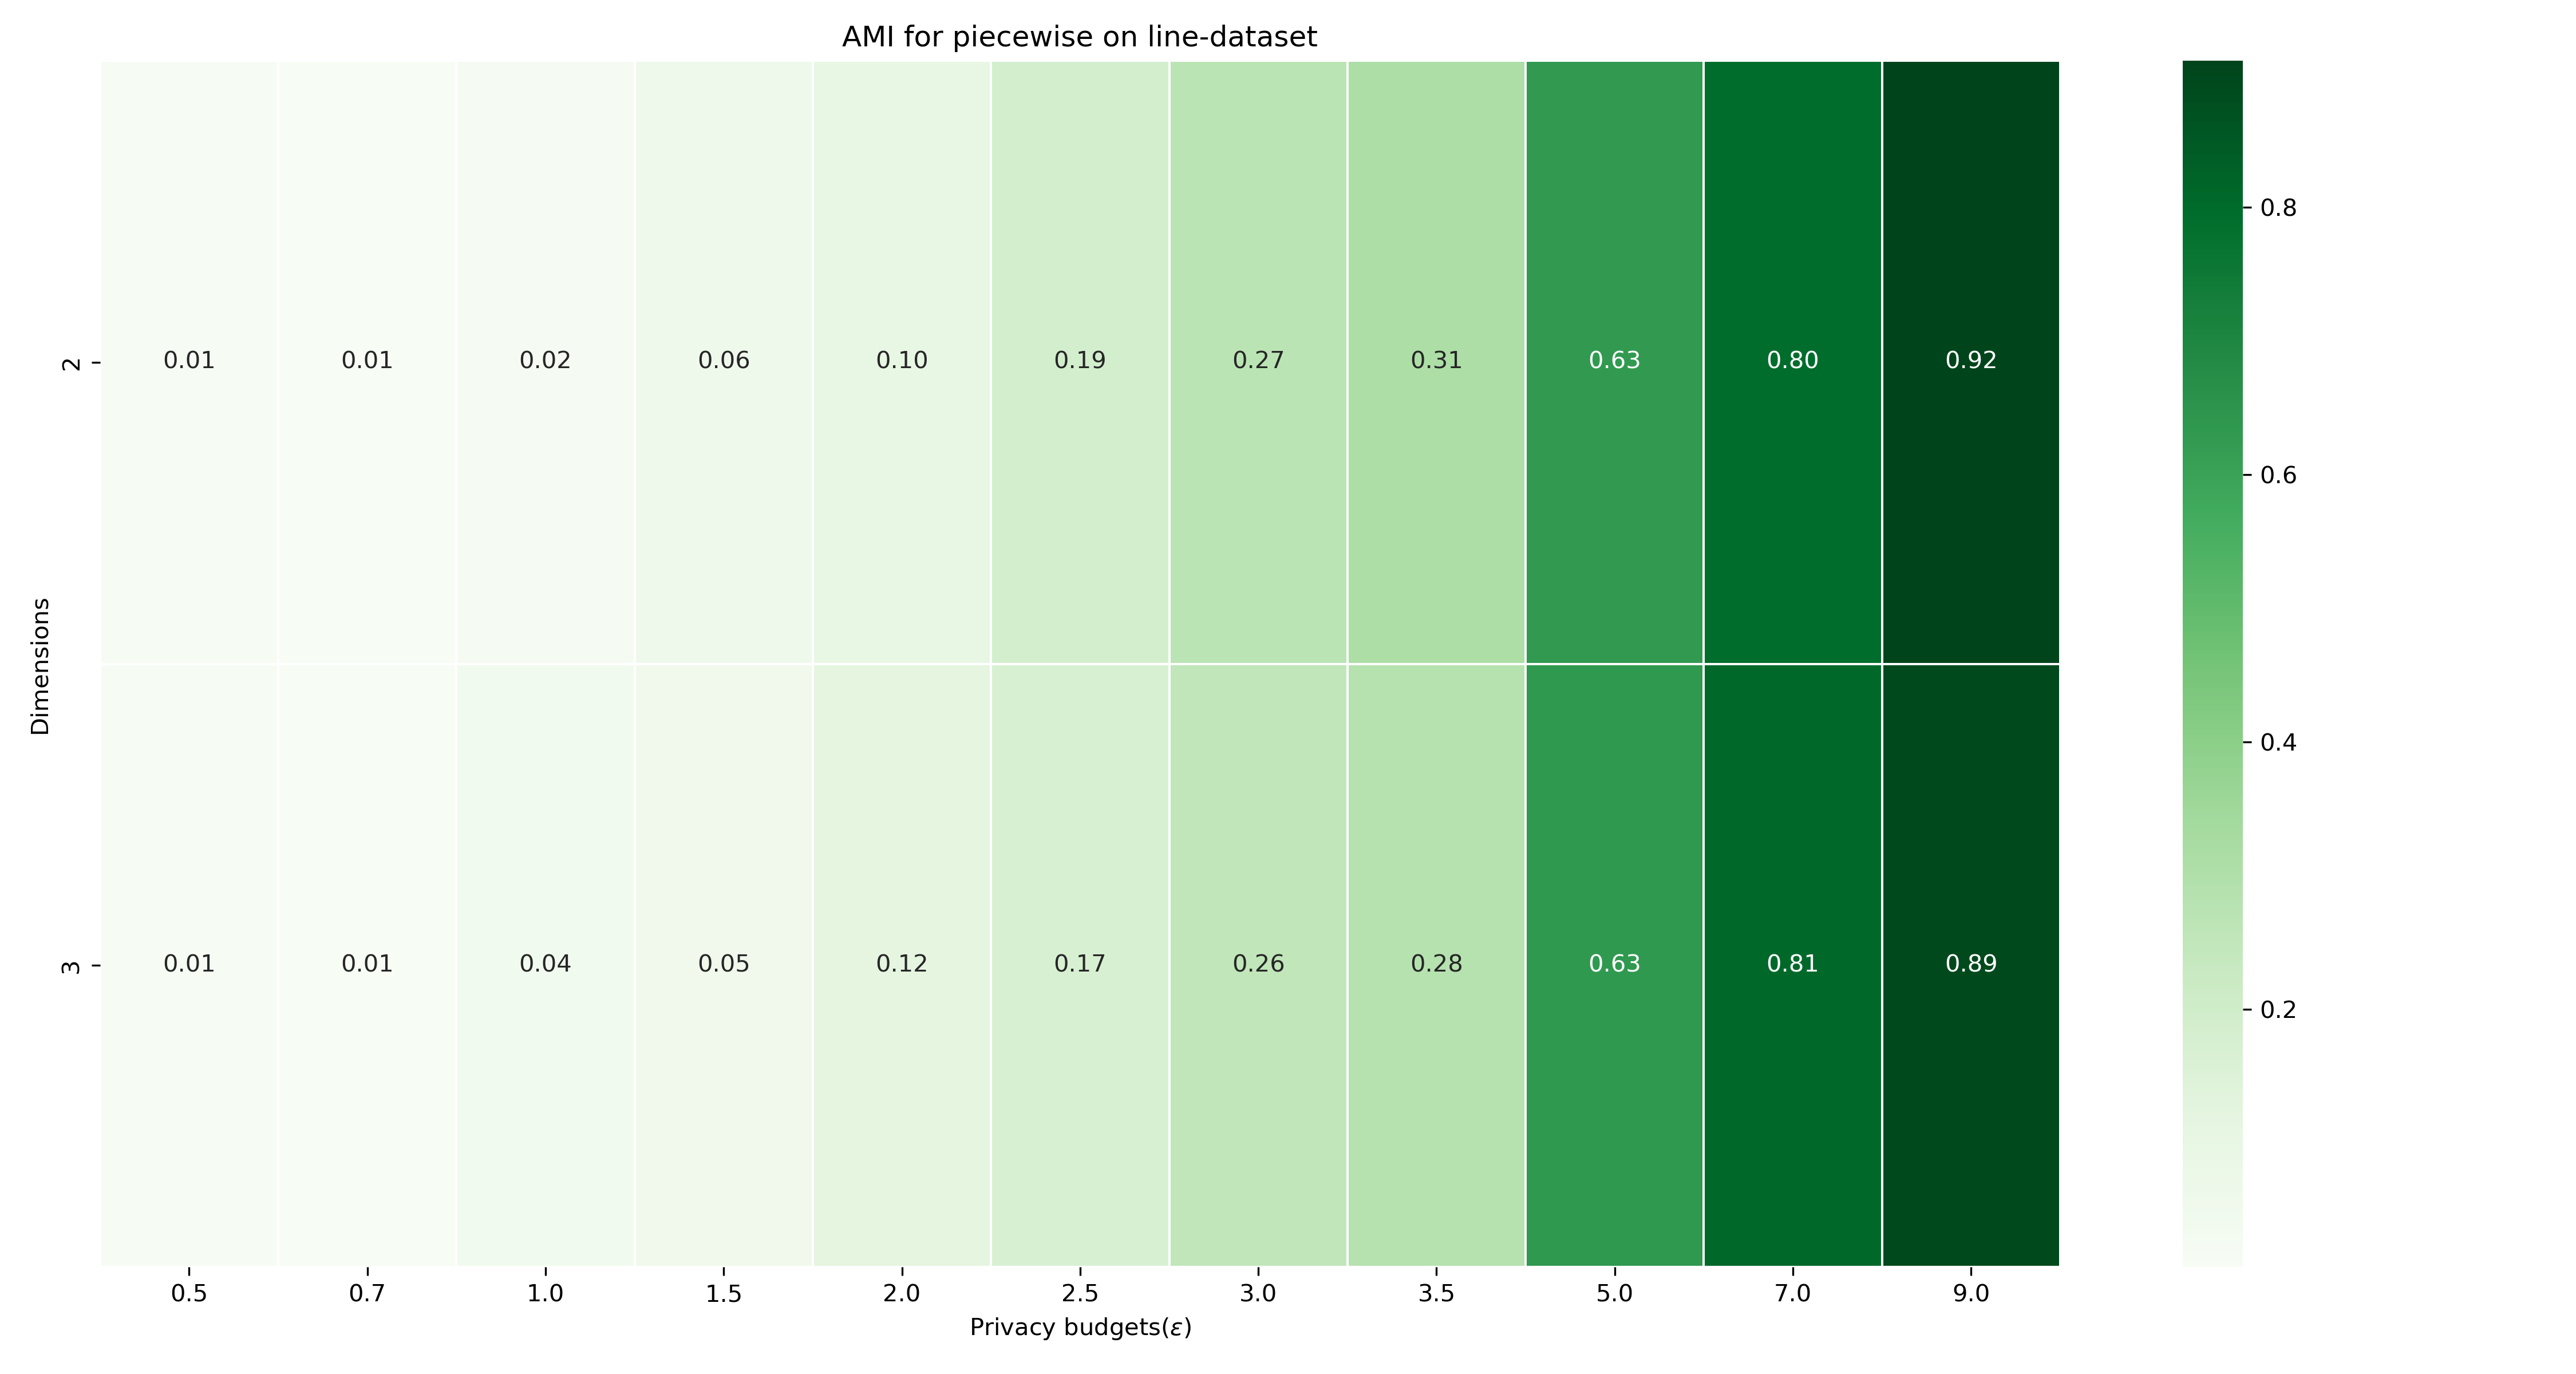 AMI for piecewise on line-dataset
2
0.01 0.01 0.02 0.06 0.10 0.19 0.27 0.31 0.63 0.80 0.92
Dimensions
3
0.01 0.01 0.04 0.05 0.12 0.17 0.26 0.28 0.63 0.81 0.89
0.5 0.7 1.0 1.5 2.0 2.5 3.0 3.5 5.0 7.0 9.0
Privacy budgets(ε)
0.8
0.6
0.4
0.2